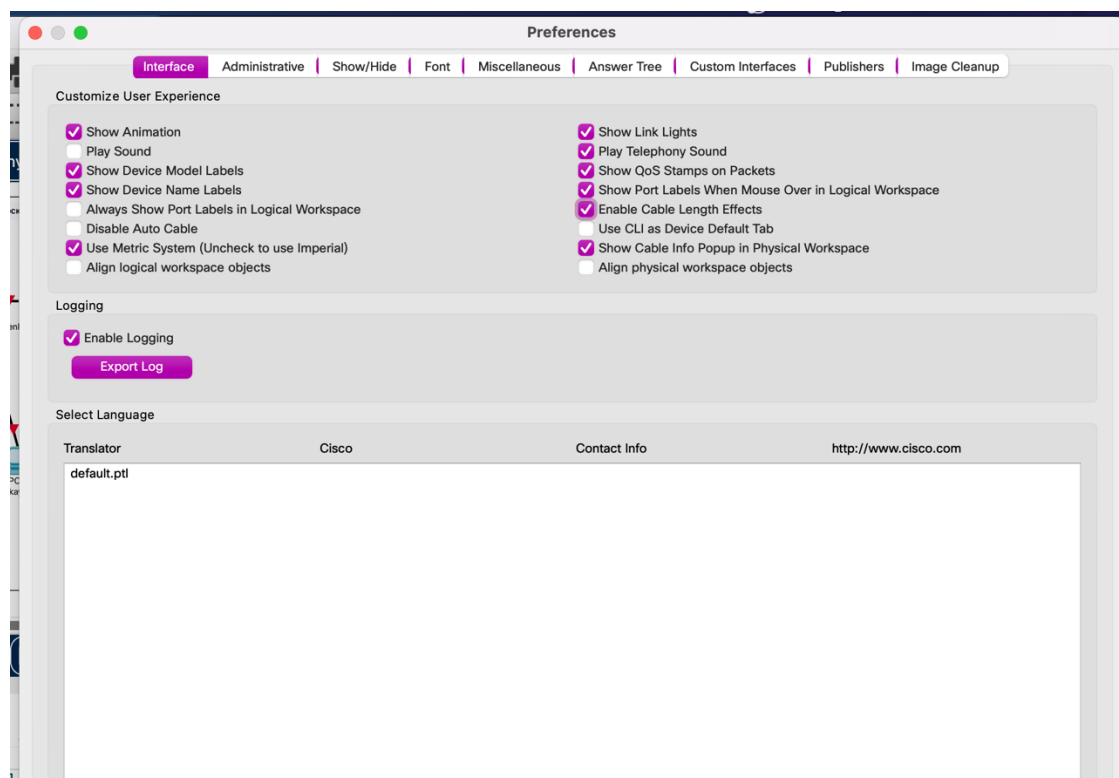 Preferences
Interface Administrative Show/Hide Font Miscellaneous Answer Tree Custom Interfaces Publishers Image Cleanup
Customize User Experience
Show Animation
Play Sound
Show Device Model Labels
Show Device Name Labels
Always Show Port Labels in Logical Workspace
Disable Auto Cable
Use Metric System (Uncheck to use Imperial)
Align logical workspace objects
Show Link Lights
Play Telephony Sound
Show QoS Stamps on Packets
Show Port Labels When Mouse Over in Logical Workspace
Enable Cable Length Effects
Use CLI as Device Default Tab
Show Cable Info Popup in Physical Workspace
Align physical workspace objects
Logging
Enable Logging
Export Log
Select Language
Translator Cisco Contact Info http://www.cisco.com
default.ptl